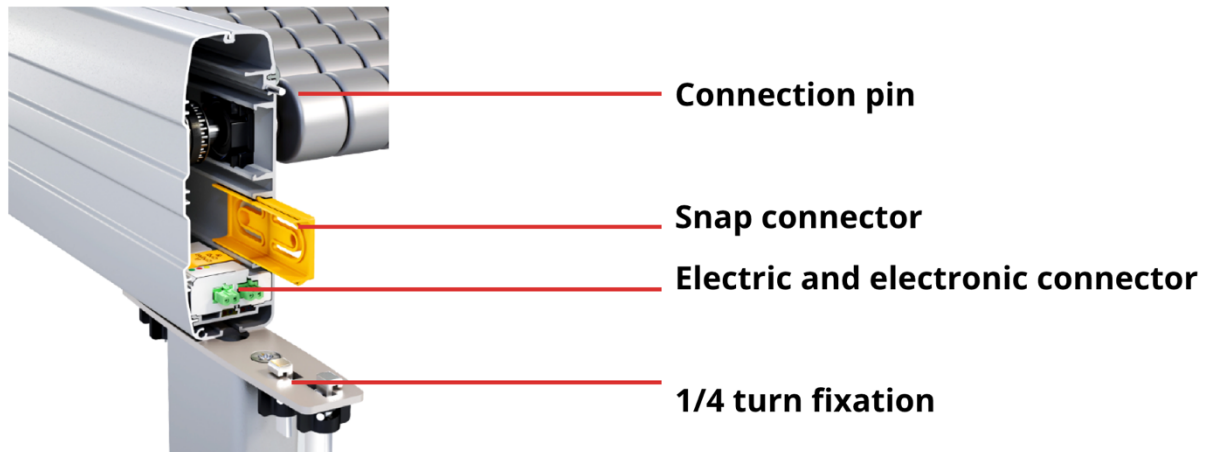 Connection pin
Snap connector
Electric and electronic connector
1/4 turn fixation